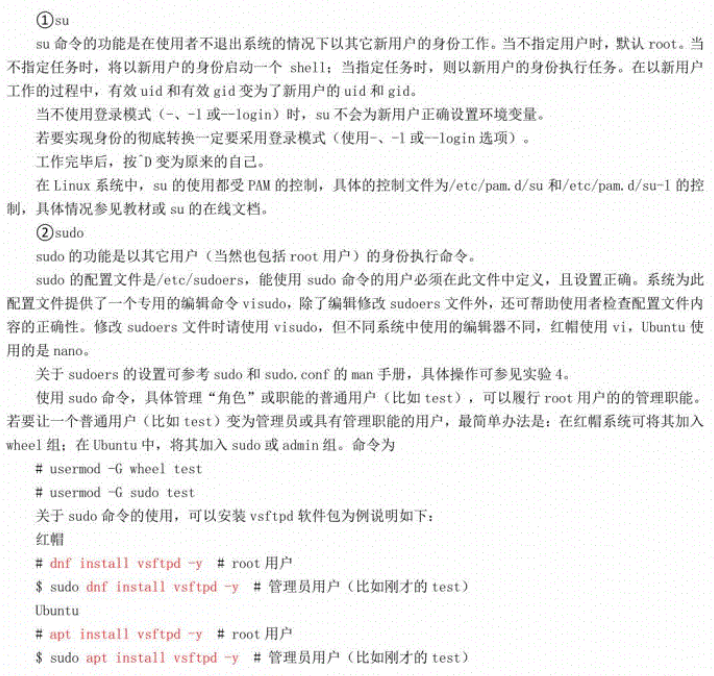 ①su
su 命令的功能是在使用者不退出系统的情况下以其它新用户的身份工作。当不指定用户时，默认 root。当
不指定任务时，将以新用户的身份启动一个 shell；当指定任务时，则以新用户的身份执行任务。在以新用户
工作的过程中，有效 uid 和有效 gid 变为了新用户的 uid 和 gid。
当不使用登录模式（-、-l 或--login）时，su 不会为新用户正确设置环境变量。
若要实现身份的彻底转换一定要采用登录模式（使用-、-l 或--login 选项）。
工作完毕后，按^D 变为原来的自己。
在 Linux 系统中，su 的使用都受 PAM 的控制，具体的控制文件为/etc/pam.d/su 和/etc/pam.d/su-l 的控
制，具体情况参见教材或 su 的在线文档。
②sudo
sudo 的功能是以其它用户（当然也包括 root 用户）的身份执行命令。
sudo 的配置文件是/etc/sudoers，能使用 sudo 命令的用户必须在此文件中定义，且设置正确。系统为此
配置文件提供了一个专用的编辑命令 visudo，除了编辑修改 sudoers 文件外，还可帮助使用者检查配置文件内
容的正确性。修改 sudoers 文件时请使用 visudo，但不同系统中使用的编辑器不同，红帽使用 vi，Ubuntu 使
用的是 nano。
关于 sudoers 的设置可参考 sudo 和 sudo.conf 的 man 手册，具体操作可参见实验 4。
使用 sudo 命令，具体管理“角色”或职能的普通用户（比如 test），可以履行 root 用户的的管理职能。
若要让一个普通用户（比如 test）变为管理员或具有管理职能的用户，最简单办法是：在红帽系统可将其加入
wheel 组；在 Ubuntu 中，将其加入 sudo 或 admin 组。命令为
# usermod -G wheel test
# usermod -G sudo test
关于 sudo 命令的使用，可以安装 vsftpd 软件包为例说明如下：
红帽
# dnf install vsftpd -y # root 用户
$ sudo dnf install vsftpd -y # 管理员用户（比如刚才的 test）
Ubuntu
# apt install vsftpd -y # root 用户
$ sudo apt install vsftpd -y # 管理员用户（比如刚才的 test）